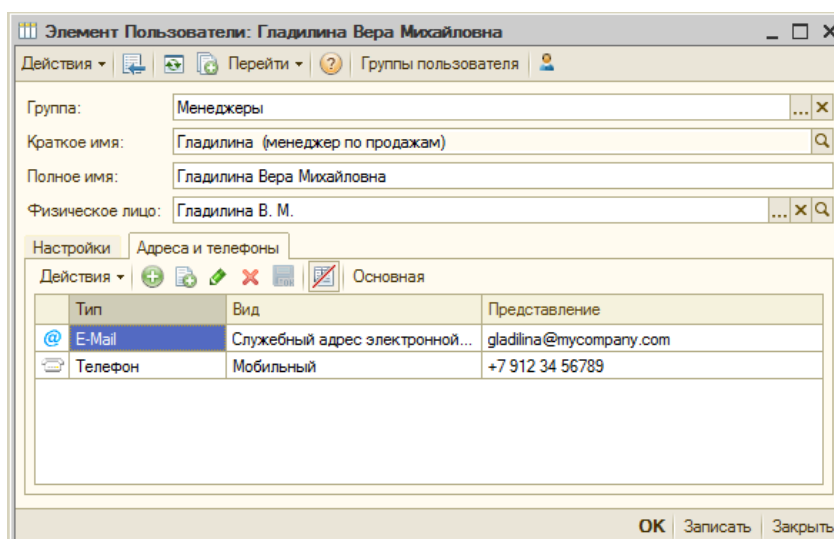 Элемент Пользователи: Гладилина Вера Михайловна
Действия Перейти Группы пользователя
Группа: Менеджеры
Краткое имя: Гладилина (менеджер по продажам)
Полное имя: Гладилина Вера Михайловна
Физическое лицо: Гладилина В. М.
Настройки Адреса и телефоны
Действия Основная
Тип Вид Представление
@ E-Mail Служебный адрес электронной... gladilina@mycompany.com
Телефон Мобильный +7 912 34 56789
OK Записать Закрыть